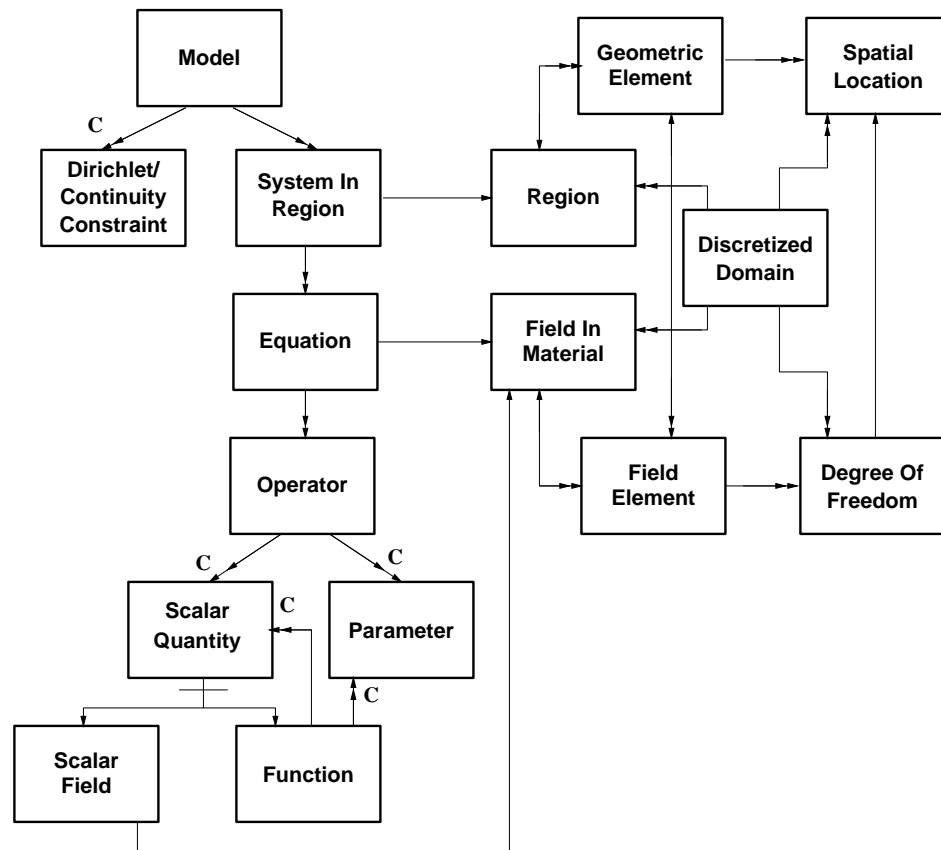 Model
Geometric
Element
Spatial
Location
C
Dirichlet/
Continuity
Constraint
System In
Region
Region
Discretized
Domain
Equation
Field In
Material
Operator
Field
Element
Degree Of
Freedom
C
C
Scalar
Quantity
C
Parameter
C
Scalar
Field
Function